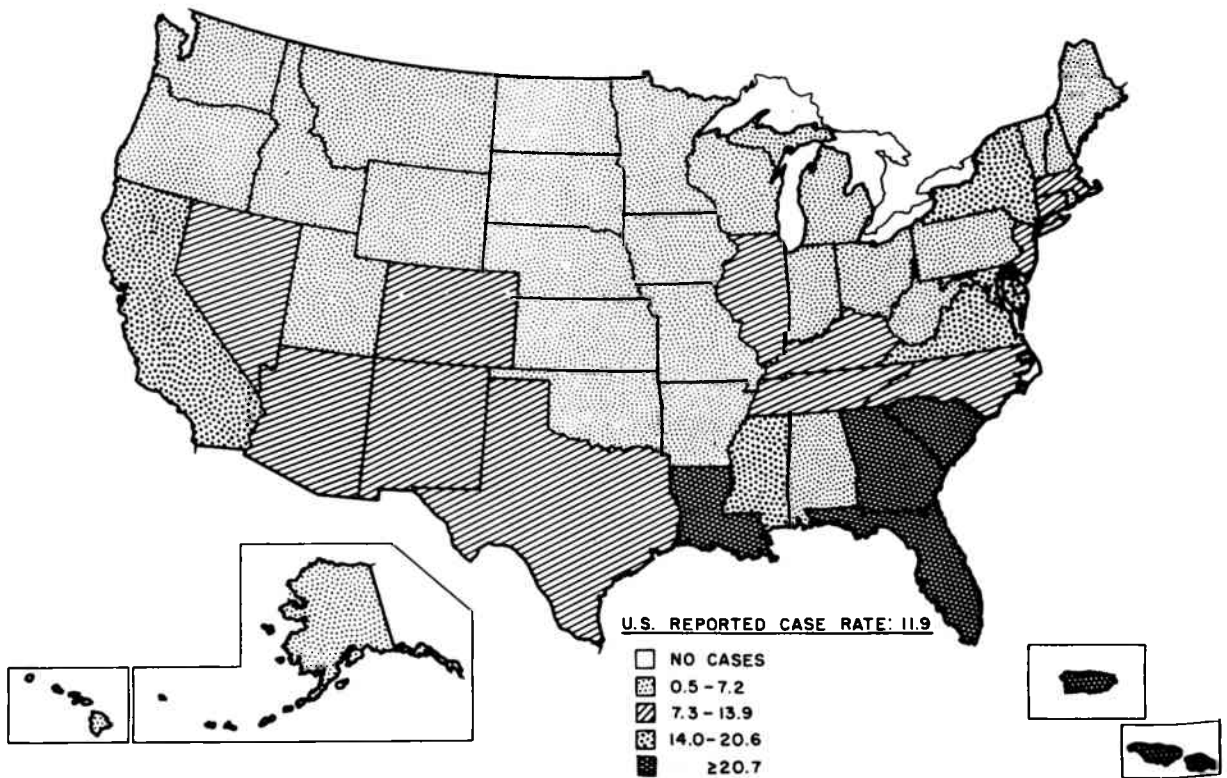 U.S. REPORTED CASE RATE: 11.9
NO CASES
0.5-7.2
7.3-13.9
14.0-20.6
≥20.7